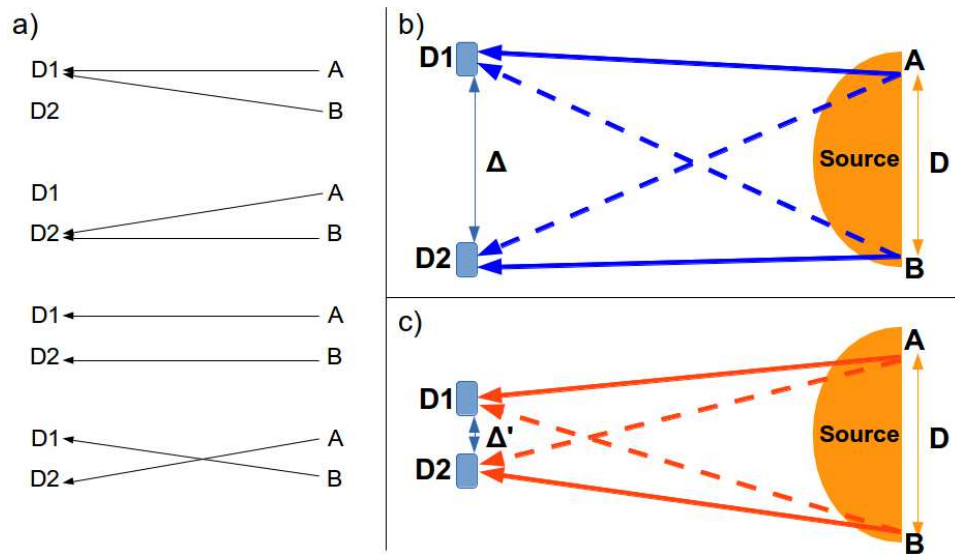 a)
D1 A
D2 B
D1 A
D2 B
D1 A
D2 B
D1 A
D2 B
b)
D1 A
Δ Source D
D2 B
c)
A
D1
Δ' Source D
D2
B